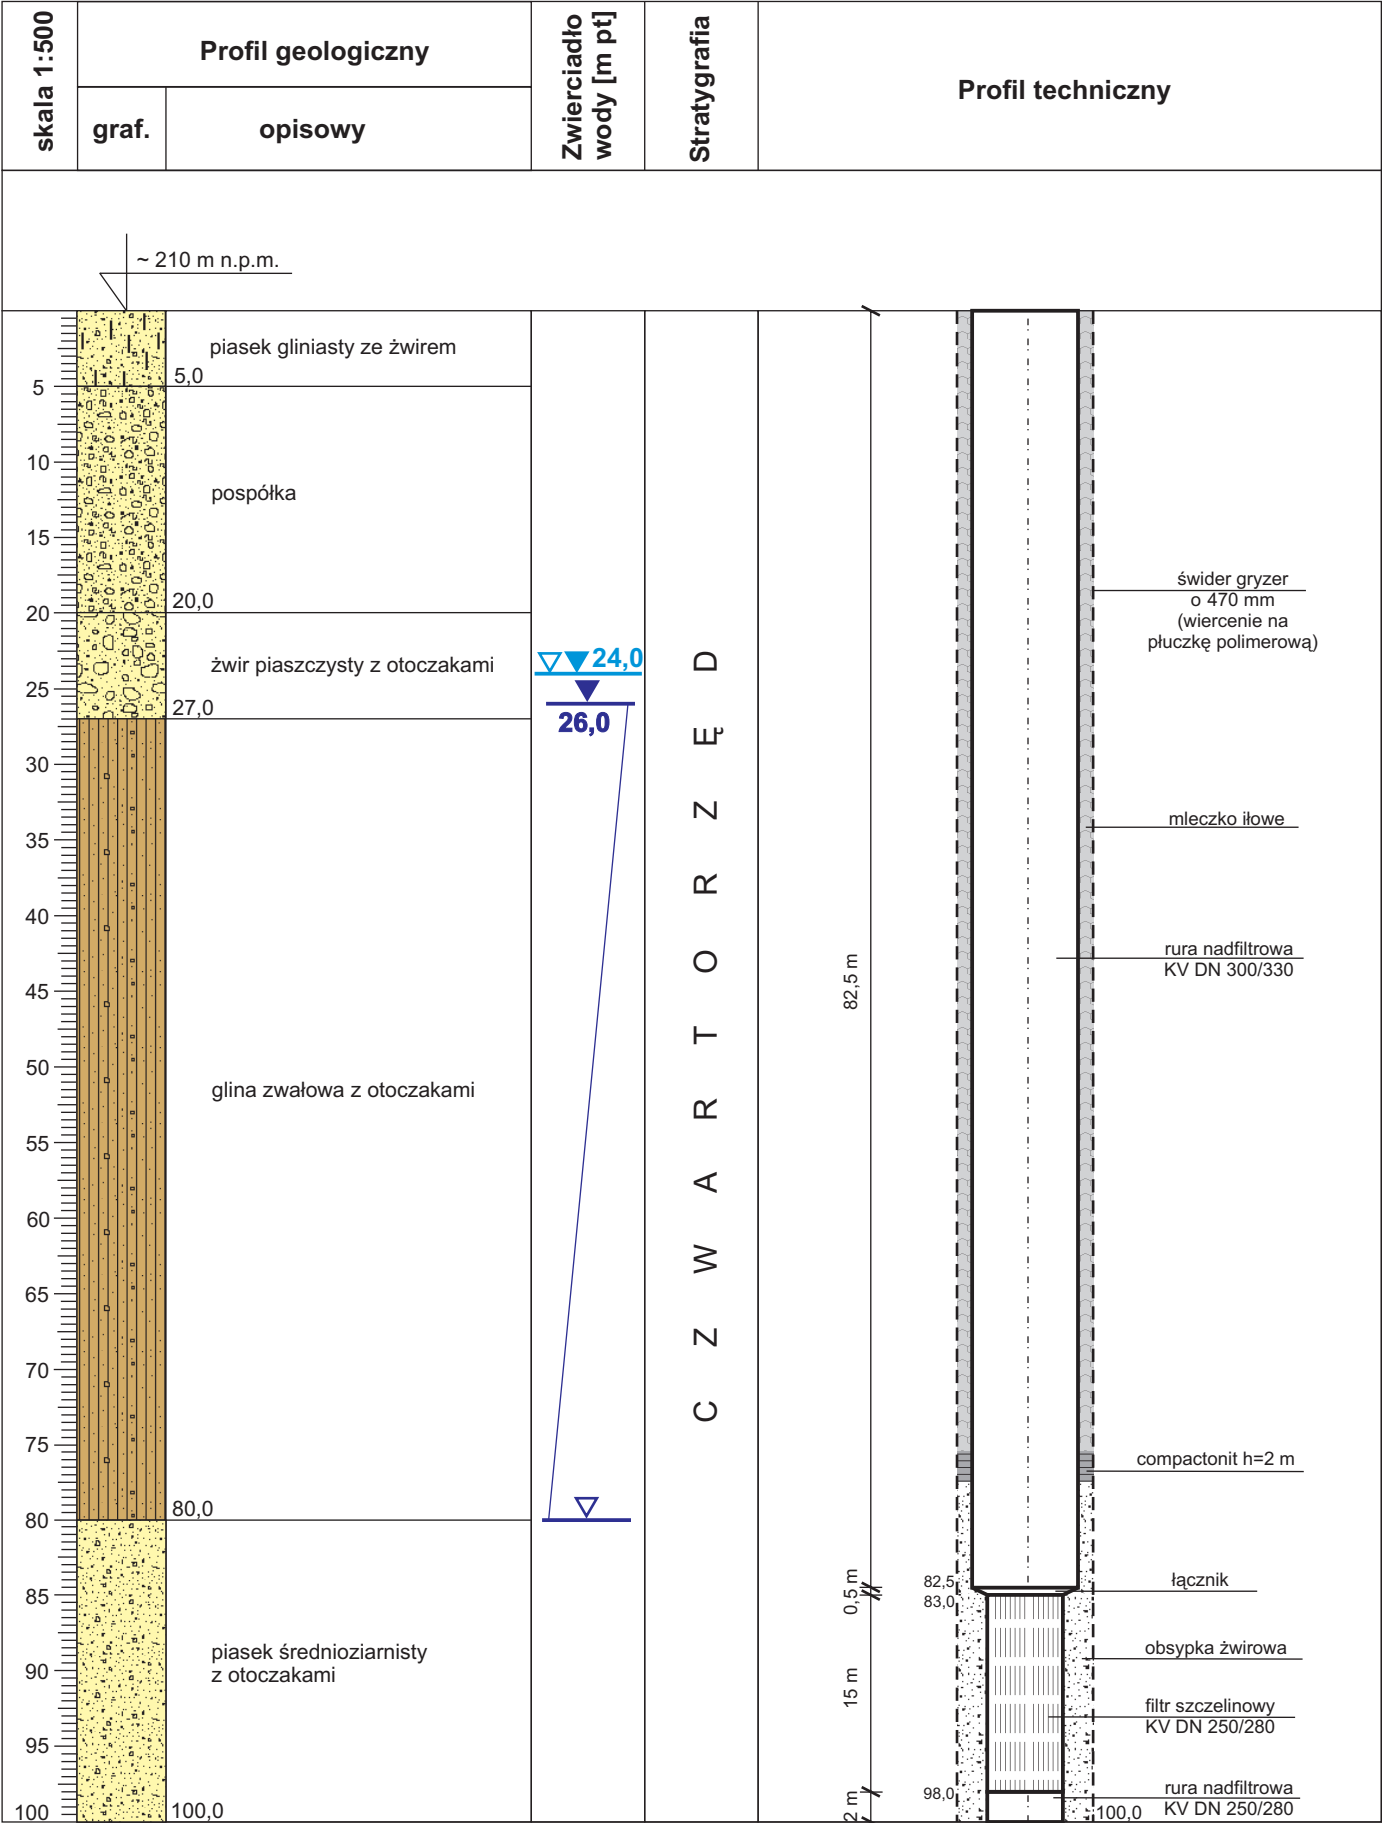 skala 1:500
Profil geologiczny
graf.
opisowy
Zwierciadło
wody [m pt]
Stratygrafia
Profil techniczny
~ 210 m n.p.m.
piasek gliniasty ze żwirem
5,0
5
10
pospółka
15
20,0
20
żwir piaszczysty z otoczakami
24,0
25
27,0
26,0
30
35
40
45
50
glina zwałowa z otoczakami
55
60
65
70
75
80,0
80
85
piasek średnioziarnisty
z otoczakami
90
95
100
100,0
CZWARTORZĘD
82,5 m
0,5 m
15 m
2 m
82,5
83,0
98,0
100,0
świder gryzer
o 470 mm
(wiercenie na
płuczkę polimerową)
mleczko iłowe
rura nadfiltrowa
KV DN 300/330
compactonit h=2 m
łącznik
obsypka żwirowa
filtr szczelinowy
KV DN 250/280
rura nadfiltrowa
KV DN 250/280